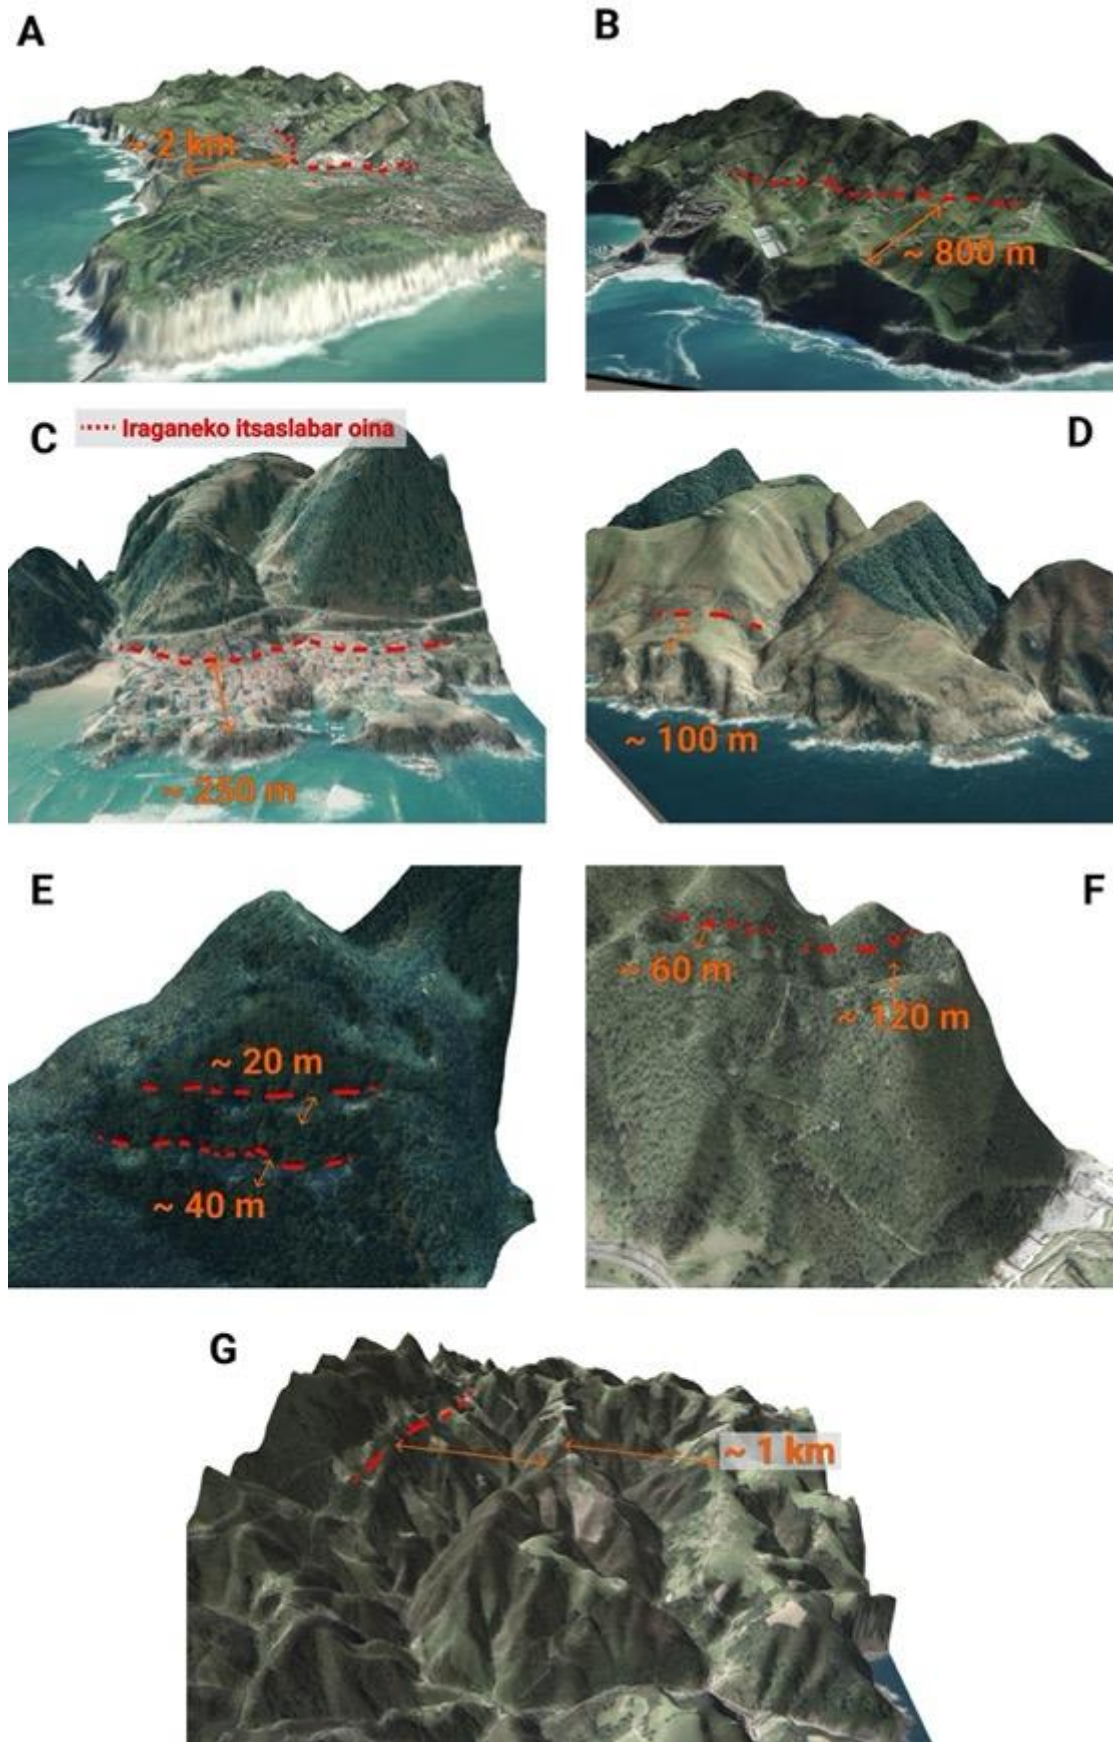 A
B
~ 2 km
~ 800 m
C
Iraganeko itsaslabar oina
D
~ 100 m
~ 250 m
E
F
~ 60 m
~ 120 m
~ 20 m
~ 40 m
G
~ 1 km